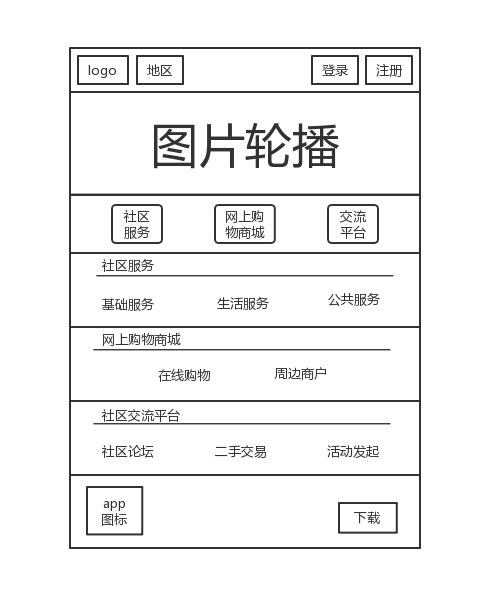 logo 地区 登录 注册
图片轮播
社区 网上购 交流
服务 物商城 平台
社区服务
基础服务 生活服务 公共服务
网上购物商城
在线购物 周边商户
社区交流平台
社区论坛 二手交易 活动发起
app
图标 下载